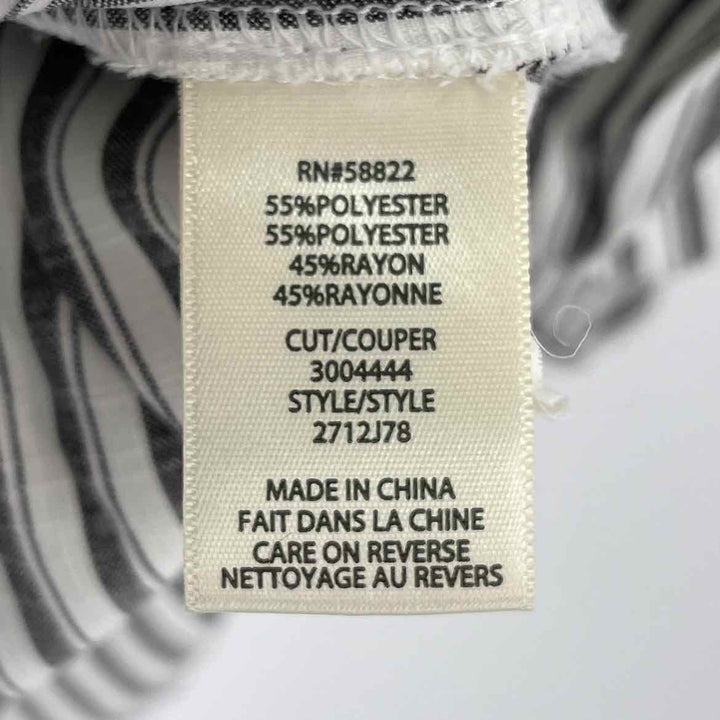 RN#58822
55%POLYESTER
55%POLYESTER
45%RAYON
45%RAYONNE
CUT/COUPER
3004444
STYLE/STYLE
2712J78
MADE IN CHINA
FAIT DANS LA CHINE
CARE ON REVERSE
NETTOYAGE AU REVERS